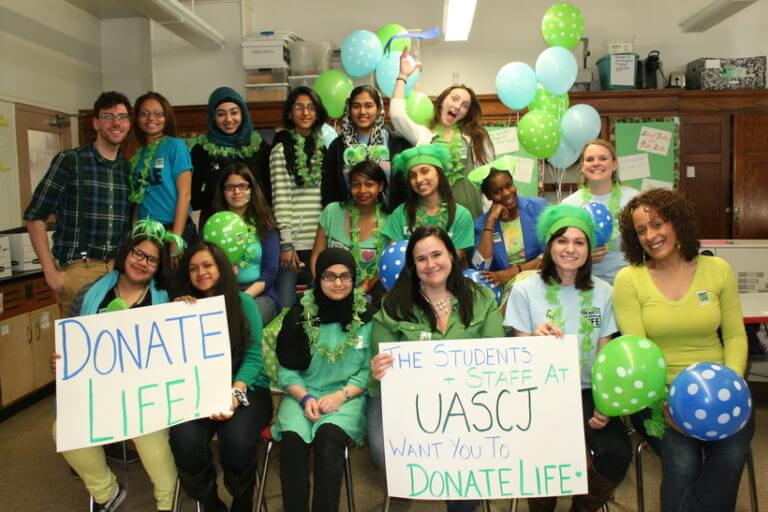 DONATE
LIFE!
THE STUDENTS
+ STAFF AT
UASCJ
WANT YOU TO
DONATE LIFE